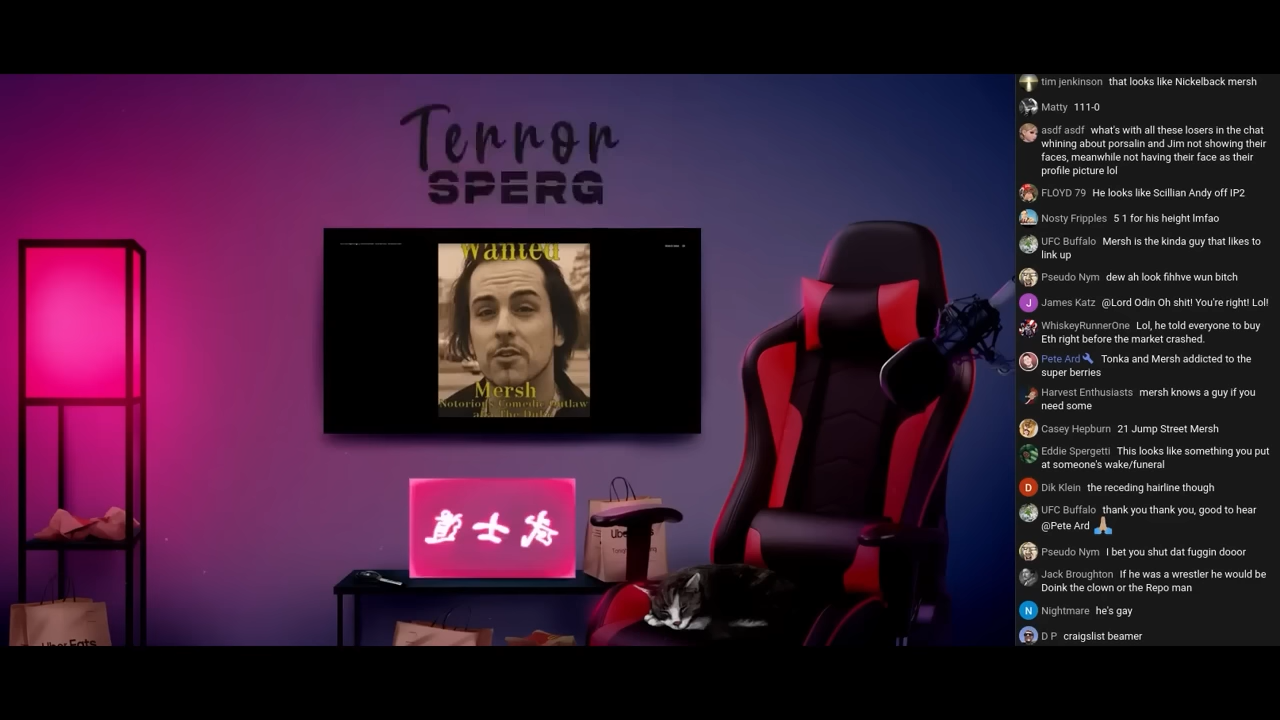 Terror
SPERG
Wanted
Mersh
Notorious Comedic Outlaw
Uber Eats
tim jenkinson that looks like Nickelback mersh
Matty 111-0
asdf asdf what's with all these losers in the chat
whining about porsalin and Jim not showing their
faces, meanwhile not having their face as their
profile picture lol
FLOYD 79 He looks like Scillian Andy off IP2
Nosty Fripples 5 1 for his height lmfao
UFC Buffalo Mersh is the kinda guy that likes to
link up
Pseudo Nym dew ah look fihhve wun bitch
J James Katz @Lord Odin Oh shit! You're right! Lol!
WhiskeyRunnerOne Lol, he told everyone to buy
Eth right before the market crashed.
Pete Ard Tonka and Mersh addicted to the
super berries
Harvest Enthusiasts mersh knows a guy if you
need some
Casey Hepburn 21 Jump Street Mersh
Eddie Spergetti This looks like something you put
at someone's wake/funeral
D Dik Klein the receding hairline though
UFC Buffalo thank you thank you, good to hear
@Pete Ard 🙏🏽
Pseudo Nym I bet you shut dat fuggin dooor
Jack Broughton If he was a wrestler he would be
Doink the clown or the Repo man
N Nightmare he's gay
D P craigslist beamer